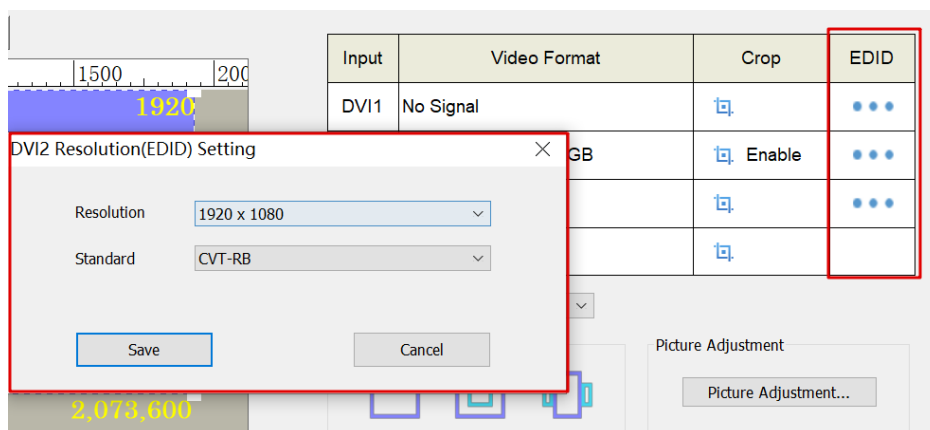 1500
200
Input Video Format Crop EDID
1920
DVI1 No Signal
DVI2 Resolution(EDID) Setting
GB Enable
Resolution 1920 x 1080
Standard CVT-RB
Save Cancel
Picture Adjustment
Picture Adjustment...
2,073,600